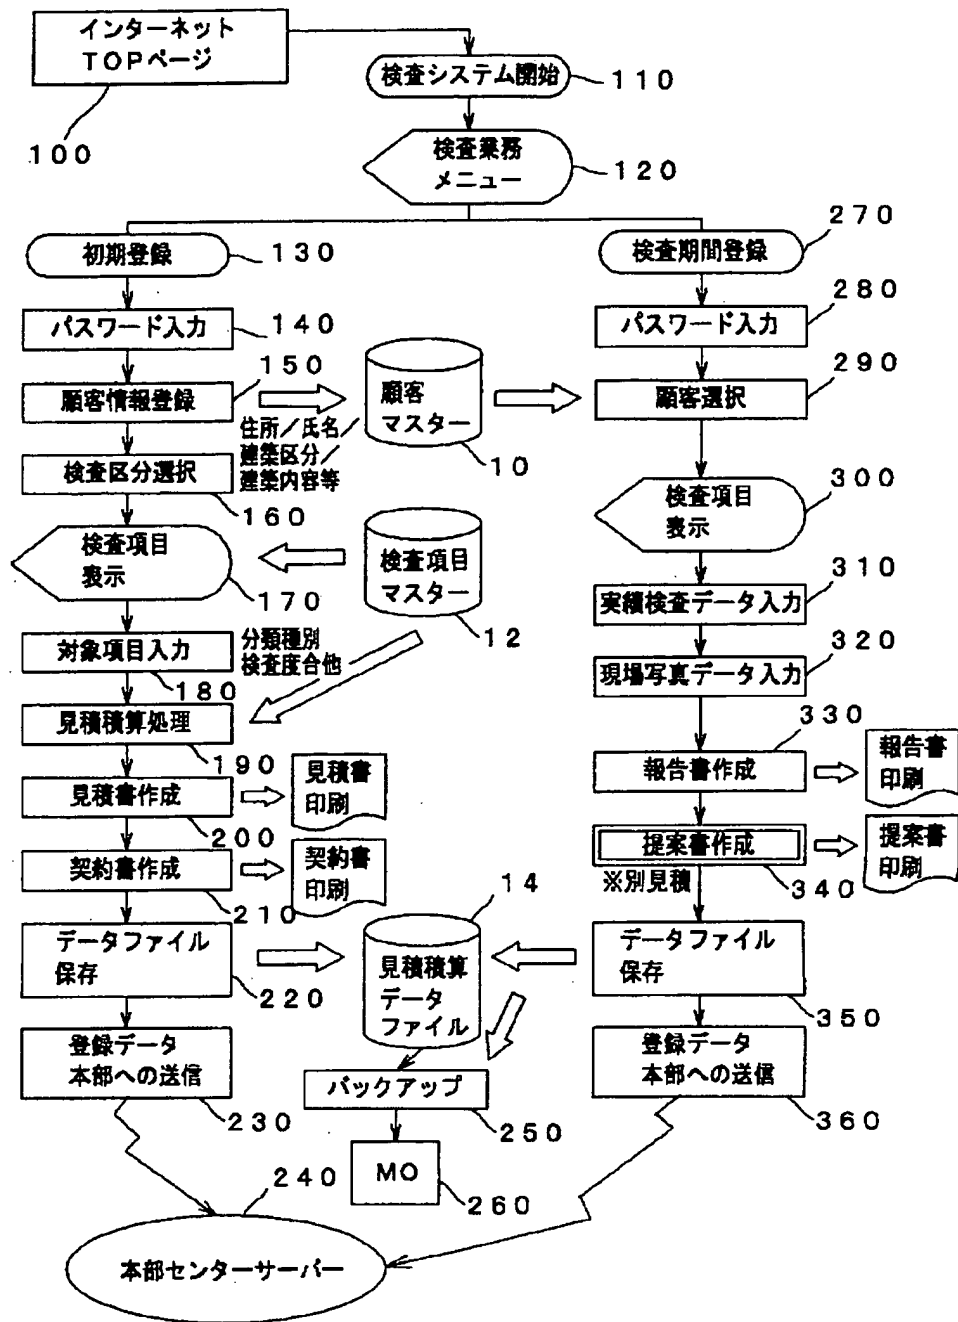 インターネット
TOPページ
100
検査システム開始
110
検査業務
メニュー
120
初期登録
130
パスワード入力
140
顧客情報登録
150
住所／氏名／
建築区分／
建築内容等
顧客
マスター
10
検査区分選択
160
検査項目
表示
170
検査項目
マスター
12
対象項目入力
180
分類種別
検査度合他
見積積算処理
190
見積書作成
200
見積書
印刷
契約書作成
210
契約書
印刷
データファイル
保存
220
14
見積積算
データ
ファイル
登録データ
本部への送信
230
バックアップ
250
MO
260
240
本部センターサーバー
検査期間登録
270
パスワード入力
280
顧客選択
290
検査項目
表示
300
実績検査データ入力
310
現場写真データ入力
320
報告書作成
330
報告書
印刷
提案書作成
340
※別見積
提案書
印刷
データファイル
保存
350
登録データ
本部への送信
360